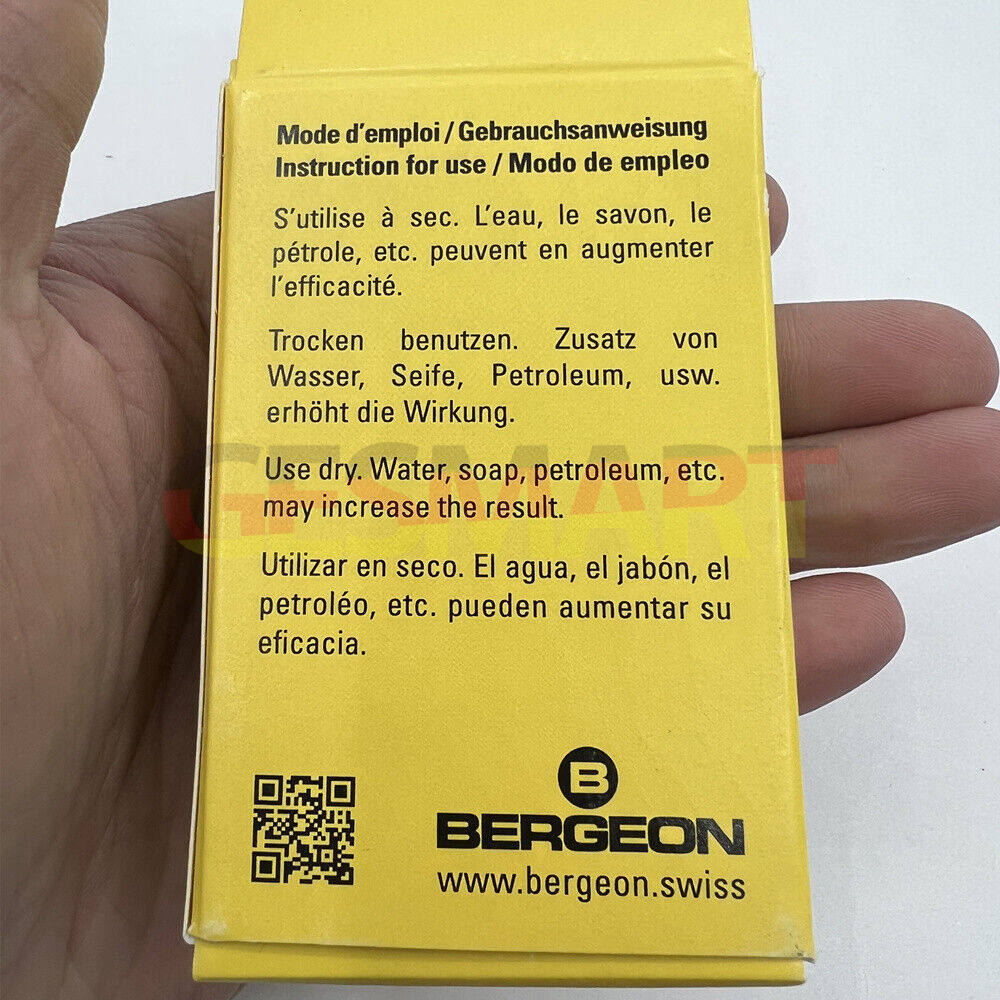 Mode d'emploi / Gebrauchsanweisung
Instruction for use / Modo de empleo
S'utilise à sec. L'eau, le savon, le
pétrole, etc. peuvent en augmenter
l'efficacité.
Trocken benutzen. Zusatz von
Wasser, Seife, Petroleum, usw.
erhöht die Wirkung.
GFSMART
Use dry. Water, soap, petroleum, etc.
may increase the result.
Utilizar en seco. El agua, el jabón, el
petroléo, etc. pueden aumentar su
eficacia.
B
BERGEON
www.bergeon.swiss